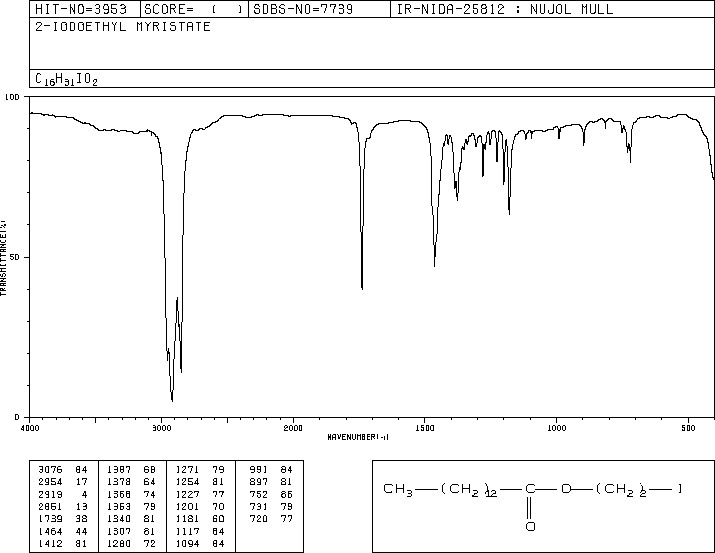 HIT-NO=3953 SCORE= ( ) SDBS-NO=7739 IR-NIDA-25812 : NUJOL MULL
2-IODOETHYL MYRISTATE
C16H31IO2
100
50
0
TRANSMITTANCE(%)
4000 3000 2000 1500 1000 500
WAVENUMBER(-1)
3076 84 1387 68 1271 79 991 84
2954 17 1378 64 1254 81 897 81
2919 4 1368 74 1227 77 752 86
2851 13 1363 79 1201 70 731 79
1739 38 1340 81 1181 60 720 77
1464 44 1307 81 1117 84
1412 81 1280 72 1094 84
CH3 (CH2)12 C O (CH2)2 I
O